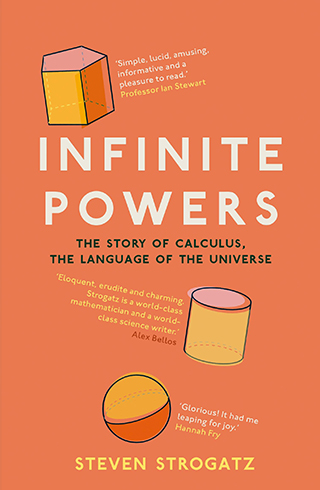 'Simple, lucid, amusing,
informative and a
pleasure to read.'
Professor Ian Stewart
INFINITE
POWERS
THE STORY OF CALCULUS,
THE LANGUAGE OF THE UNIVERSE
'Eloquent, erudite and charming,
Strogatz is a world-class
mathematician and a world-
class science writer.'
Alex Bellos
'Glorious! It had me
leaping for joy.'
Hannah Fry
STEVEN STROGATZ